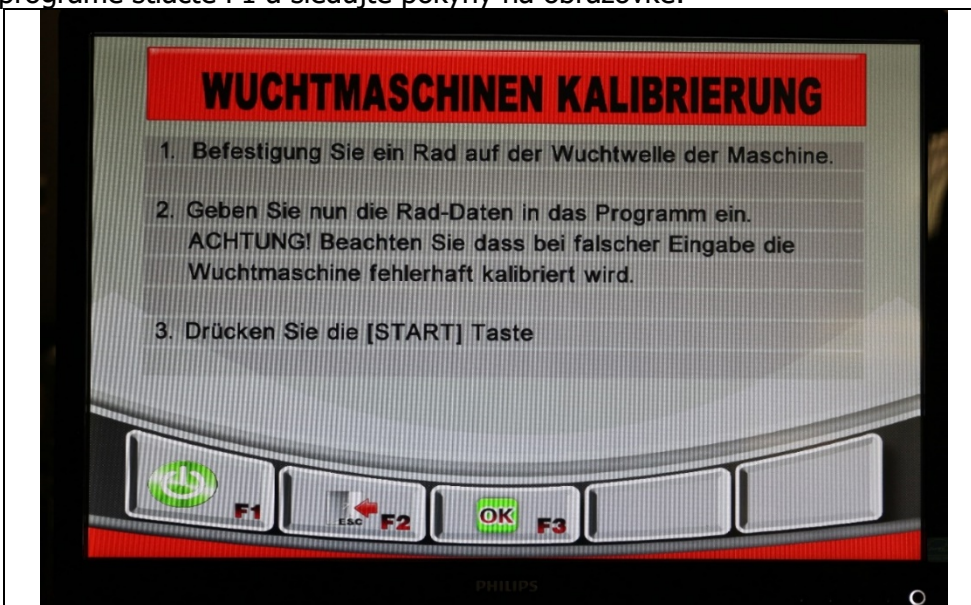 programe stlačte F1 a sledujte pokyny na obrazovke.
WUCHTMASCHINEN KALIBRIERUNG
1. Befestigung Sie ein Rad auf der Wuchtwelle der Maschine.
2. Geben Sie nun die Rad-Daten in das Programm ein.
ACHTUNG! Beachten Sie dass bei falscher Eingabe die
Wuchtmaschine fehlerhaft kalibriert wird.
3. Drücken Sie die [START] Taste
F1
ESC F2
OK F3
PHILIPS